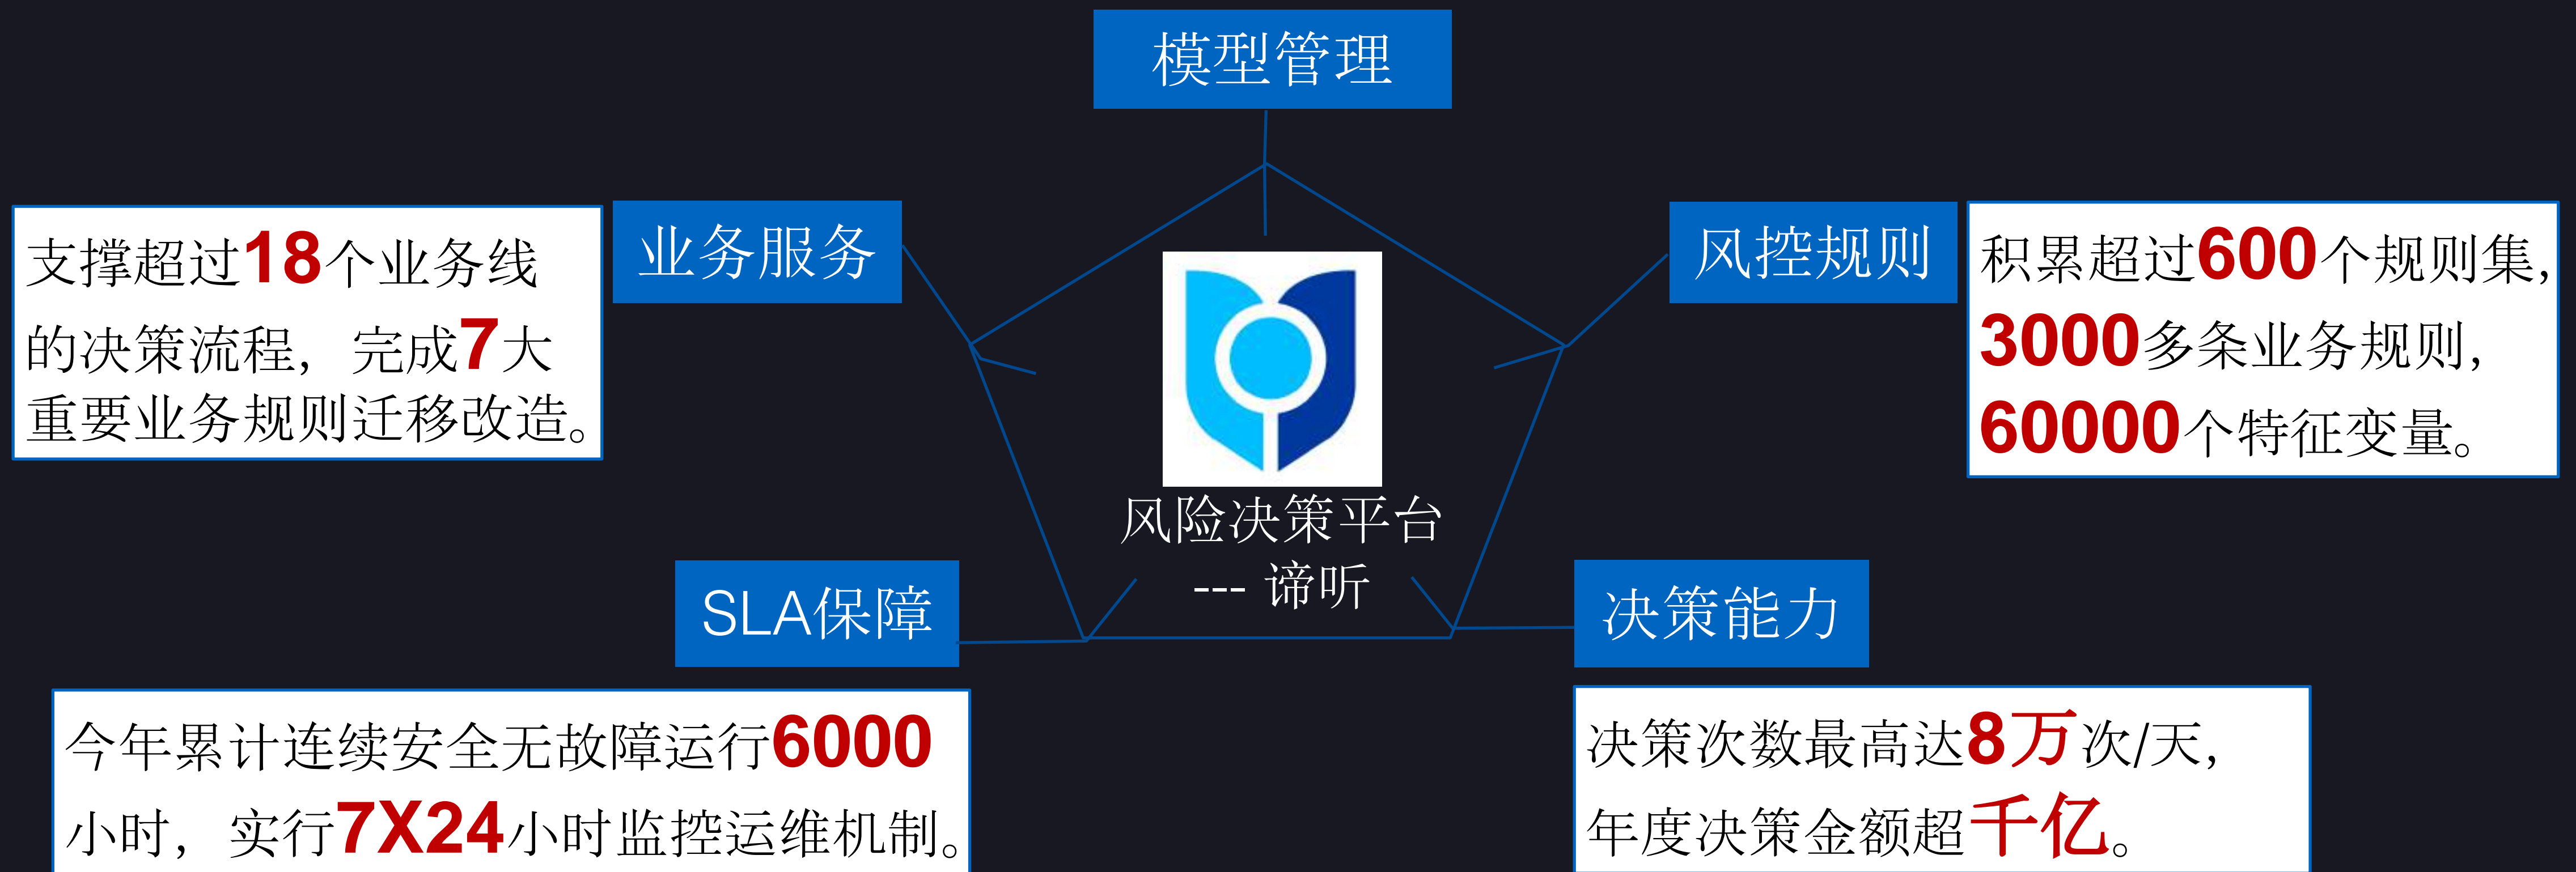 模型管理
业务服务
支撑超过18个业务线
的决策流程，完成7大
重要业务规则迁移改造。
风控规则
积累超过600个规则集，
3000多条业务规则，
60000个特征变量。
风险决策平台
--- 谛听
SLA保障
今年累计连续安全无故障运行6000
小时，实行7X24小时监控运维机制。
决策能力
决策次数最高达8万次/天，
年度决策金额超千亿。